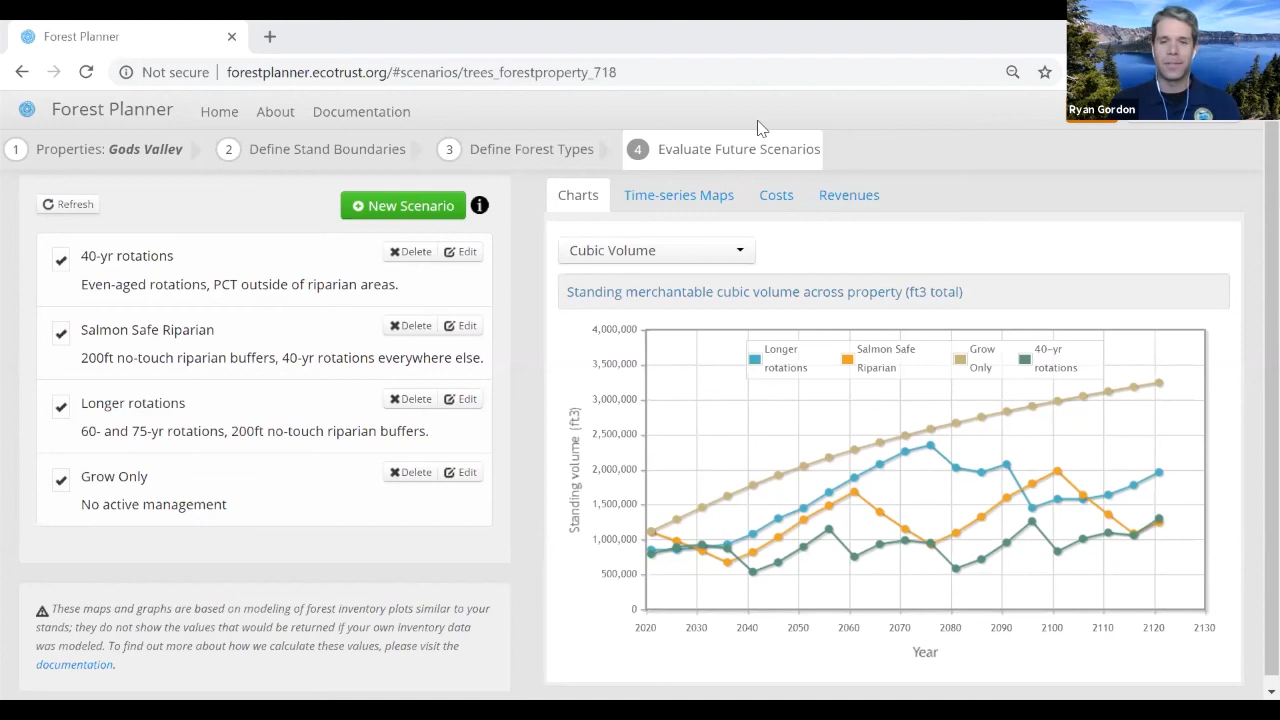 Forest Planner
Not secure
forestplanner.ecotrust.org/#scenarios/trees_forestproperty_718
Ryan Gordon
Forest Planner
Home
About
Documentation
1 Properties: Gods Valley
2 Define Stand Boundaries
3 Define Forest Types
4 Evaluate Future Scenarios
Refresh
New Scenario
40-yr rotations
Delete
Edit
Even-aged rotations, PCT outside of riparian areas.
Salmon Safe Riparian
Delete
Edit
200ft no-touch riparian buffers, 40-yr rotations everywhere else.
Longer rotations
Delete
Edit
60- and 75-yr rotations, 200ft no-touch riparian buffers.
Grow Only
Delete
Edit
No active management
These maps and graphs are based on modeling of forest inventory plots similar to your
stands; they do not show the values that would be returned if your own inventory data
was modeled. To find out more about how we calculate these values, please visit the
documentation.
Charts
Time-series Maps
Costs
Revenues
Cubic Volume
Standing merchantable cubic volume across property (ft3 total)
Longer
rotations
Salmon Safe
Riparian
Grow
Only
40-yr
rotations
4,000,000
3,500,000
3,000,000
2,500,000
2,000,000
1,500,000
1,000,000
500,000
0
Standing volume (ft3)
2020 2030 2040 2050 2060 2070 2080 2090 2100 2110 2120 2130
Year